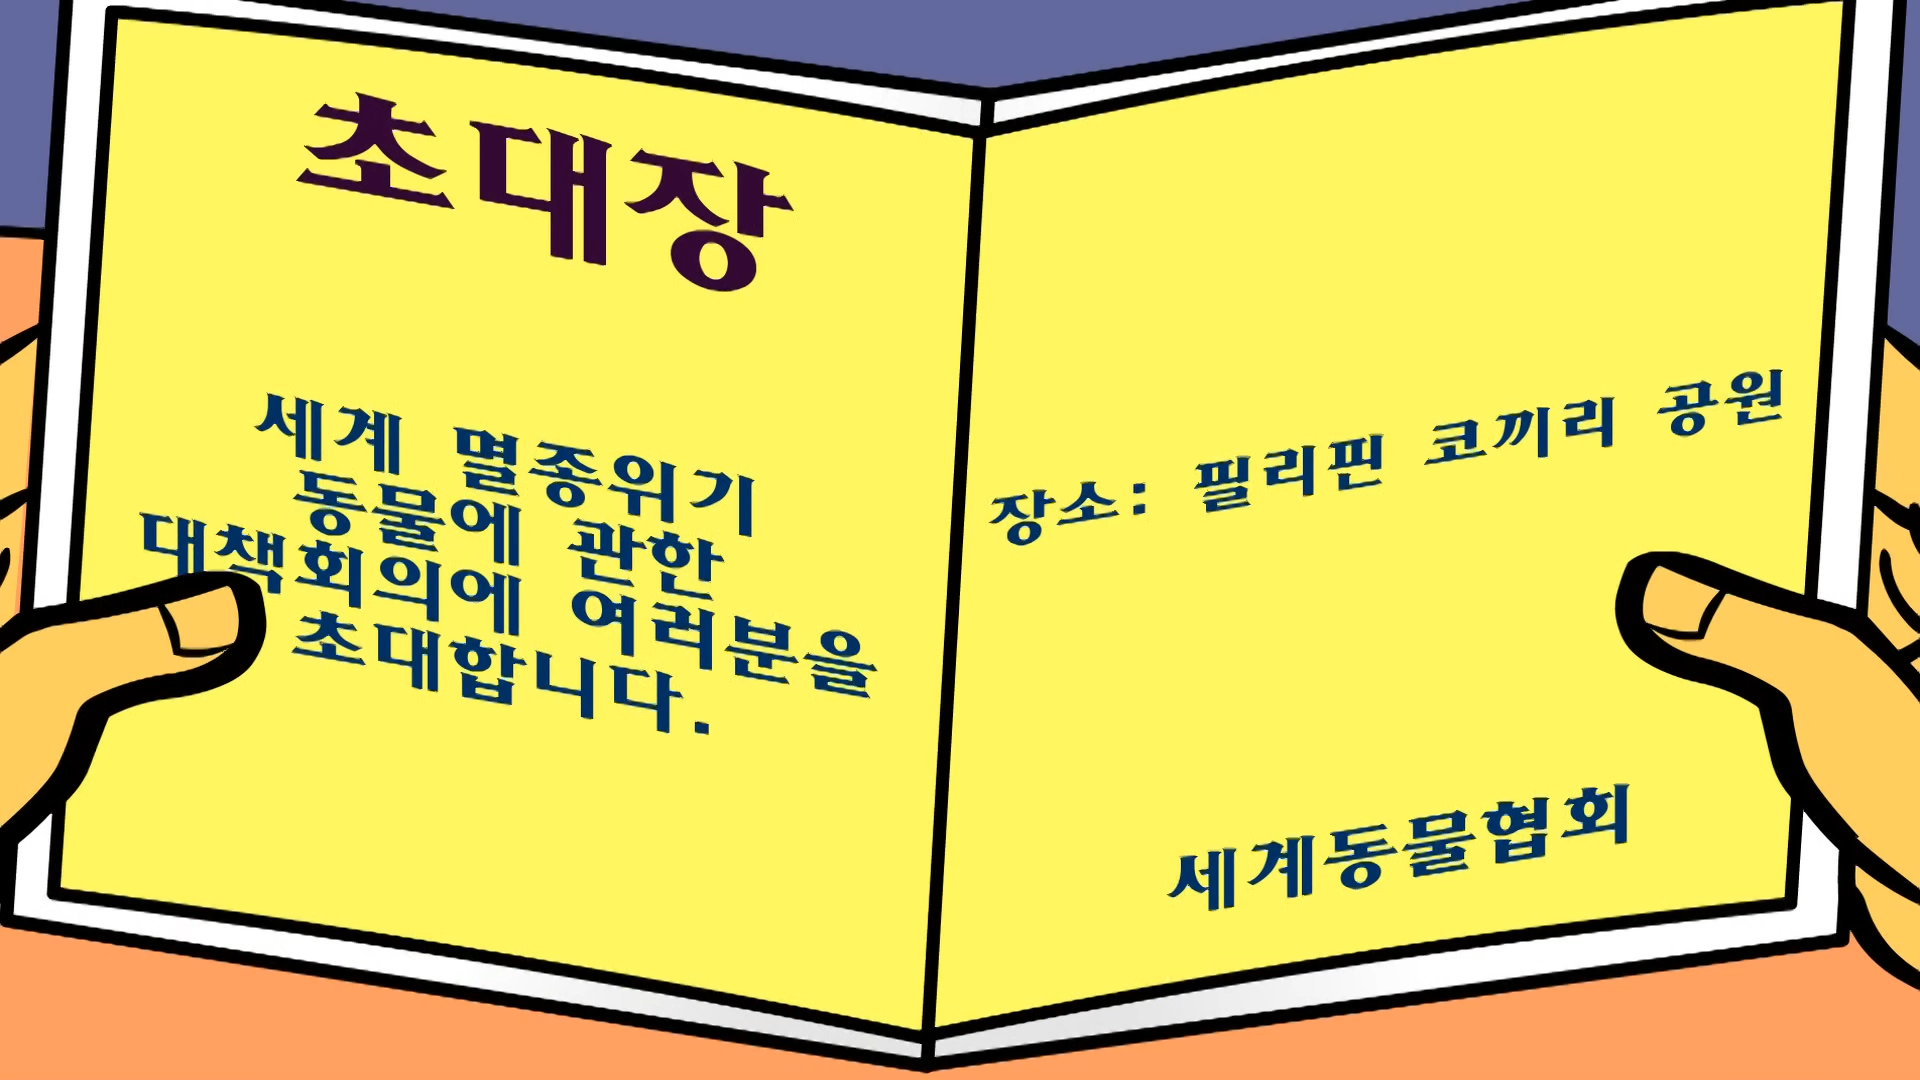 초대장
세계 멸종위기
동물에 관한
대책회의에 여러분을
초대합니다.
장소: 필리핀 코끼리 공원
세계동물협회